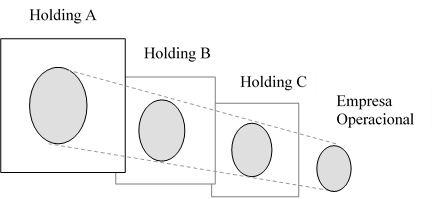 Holding A
Holding B
Holding C
Empresa
Operacional